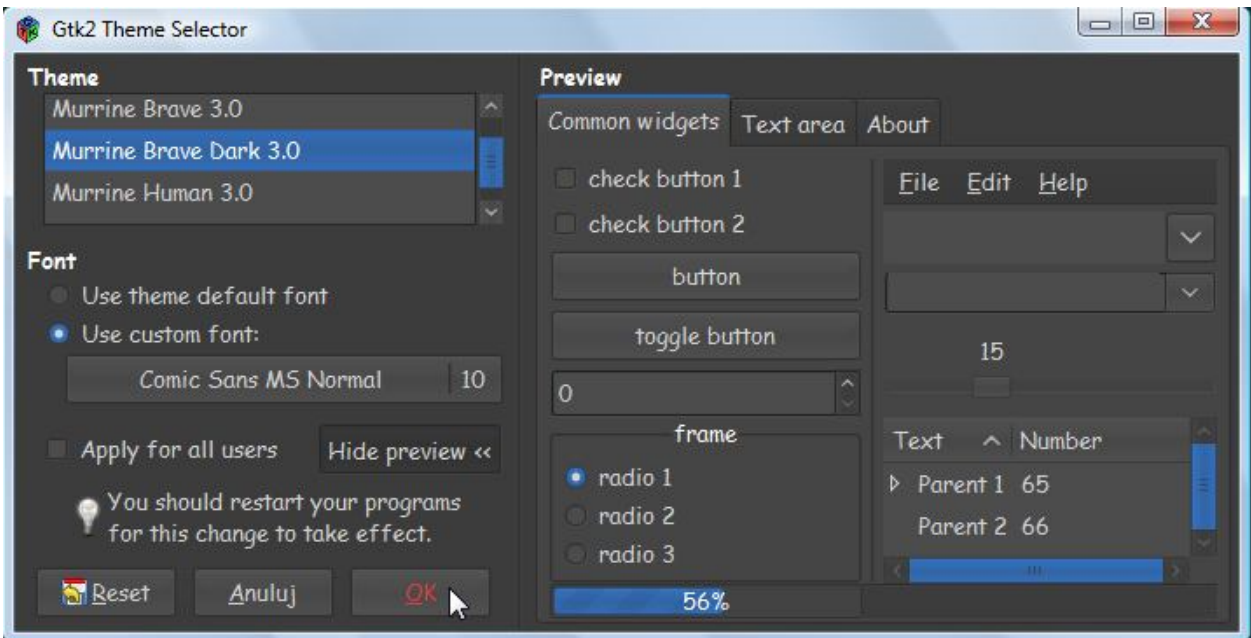 Gtk2 Theme Selector
Theme
Murrine Brave 3.0
Murrine Brave Dark 3.0
Murrine Human 3.0
Font
Use theme default font
Use custom font:
Comic Sans MS Normal 10
Apply for all users
Hide preview <<
You should restart your programs
for this change to take effect.
Reset
Anuluj
OK
Preview
Common widgets
Text area
About
check button 1
check button 2
button
toggle button
0
frame
radio 1
radio 2
radio 3
56%
File Edit Help
15
Text Number
Parent 1 65
Parent 2 66